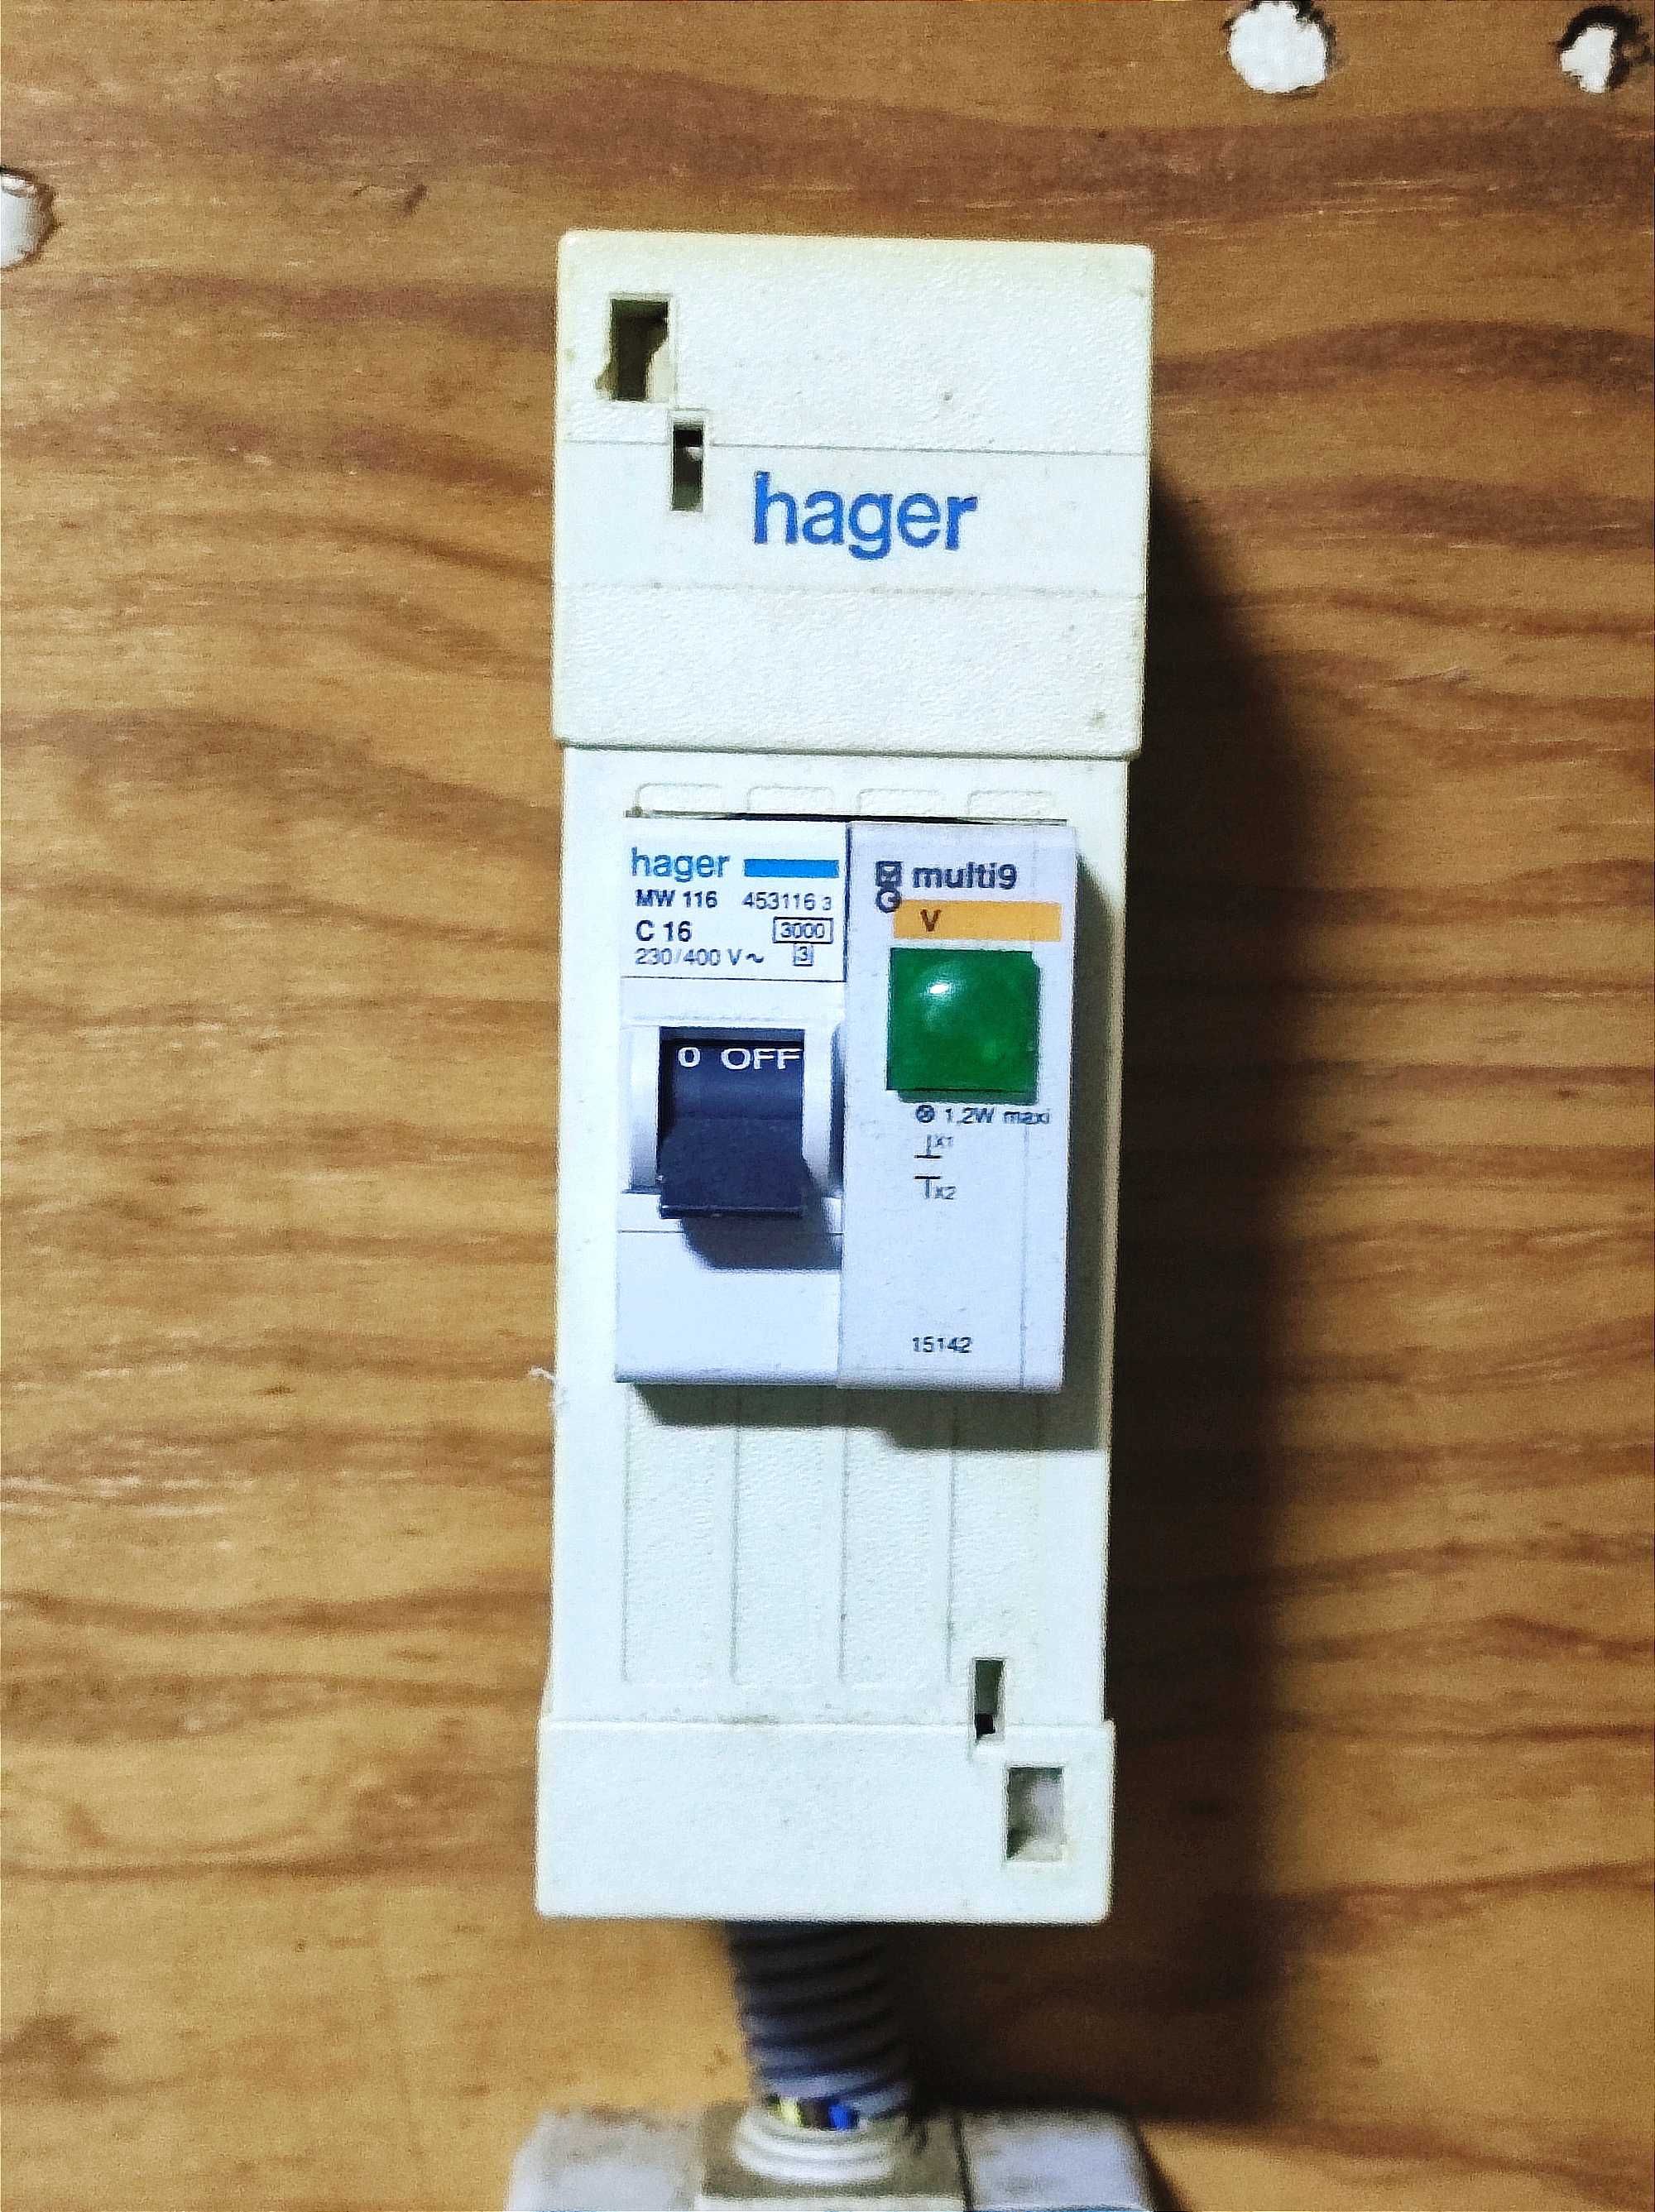 hager
hager
MW 116 453116 3
C 16 3000
230/400 V~ 3
0 OFF
multi9
V
1,2W maxi
X1
X2
15142